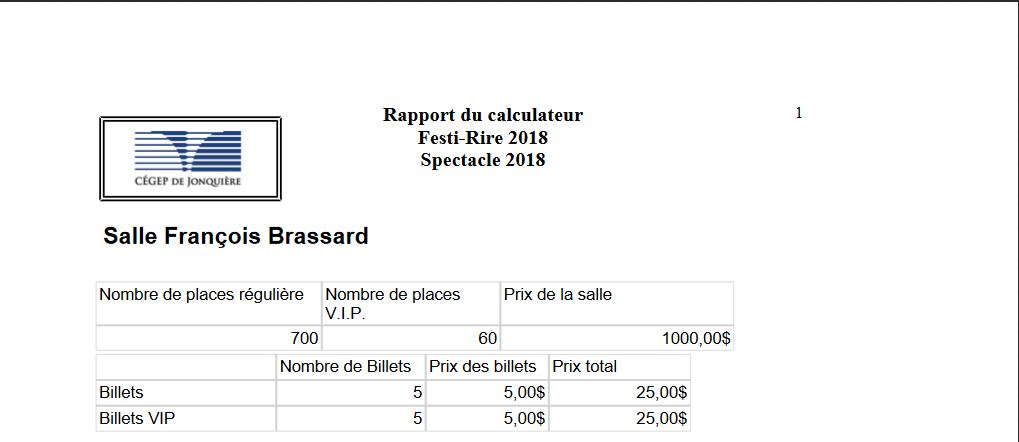 Rapport du calculateur
1
Festi-Rire 2018
Spectacle 2018
CÉGEP DE JONQUIÈRE
Salle François Brassard
Nombre de places régulière Nombre de places V.I.P. Prix de la salle
700 60 1000,00$
Nombre de Billets Prix des billets Prix total
Billets 5 5,00$ 25,00$
Billets VIP 5 5,00$ 25,00$